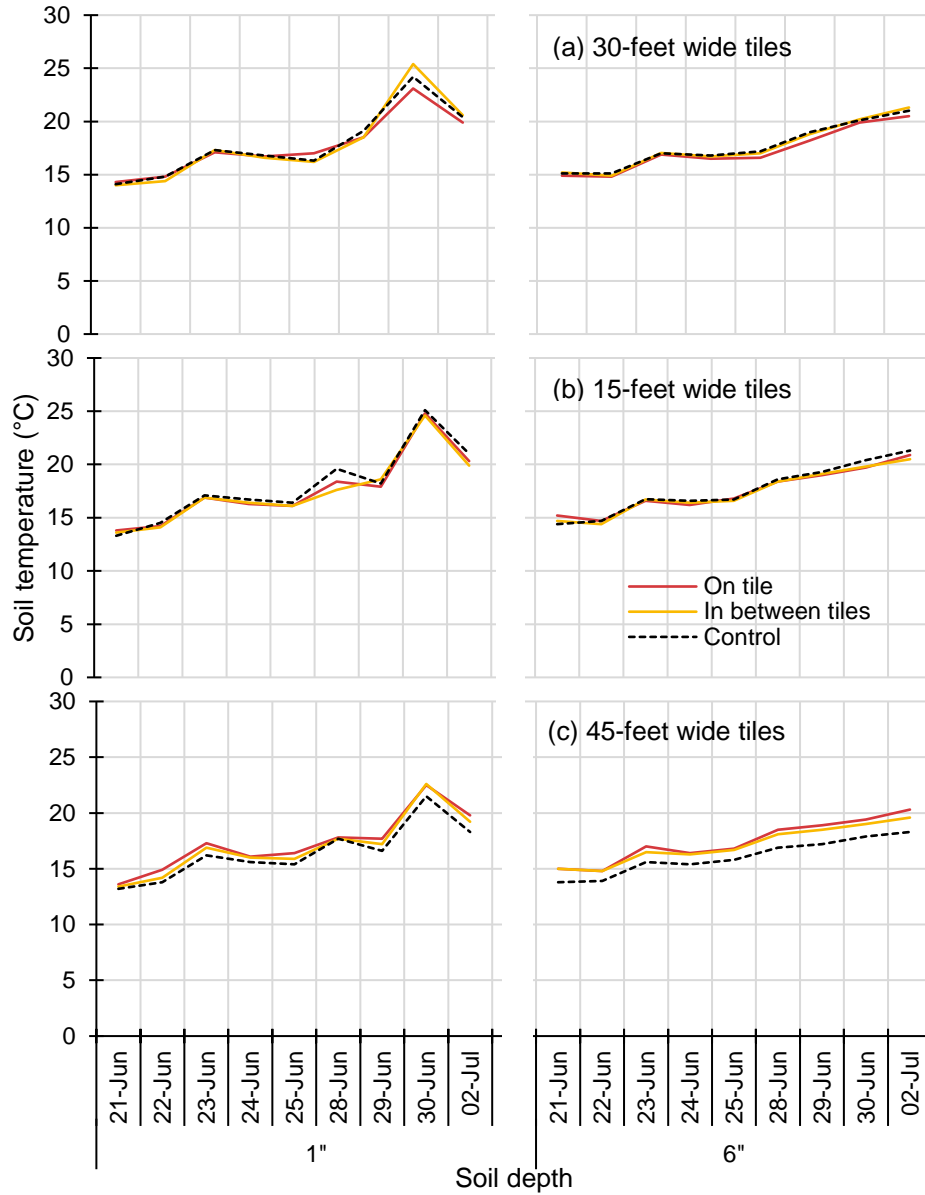 30
25
20
15
10
5
0
(a) 30-feet wide tiles
30
25
20
15
10
5
0
(b) 15-feet wide tiles
On tile
In between tiles
Control
Soil temperature (°C)
30
25
20
15
10
5
0
(c) 45-feet wide tiles
21-Jun
22-Jun
23-Jun
24-Jun
25-Jun
28-Jun
29-Jun
30-Jun
02-Jul
21-Jun
22-Jun
23-Jun
24-Jun
25-Jun
28-Jun
29-Jun
30-Jun
02-Jul
1" 6"
Soil depth